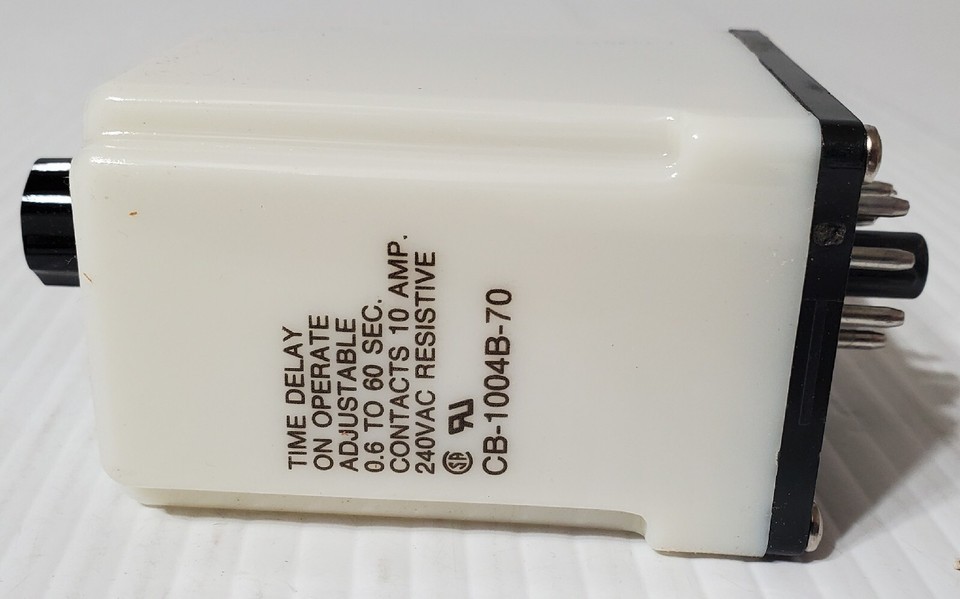 TIME DELAY
ON OPERATE
ADJUSTABLE
0.6 TO 60 SEC.
CONTACTS 10 AMP.
240VAC RESISTIVE
CB-1004B-70